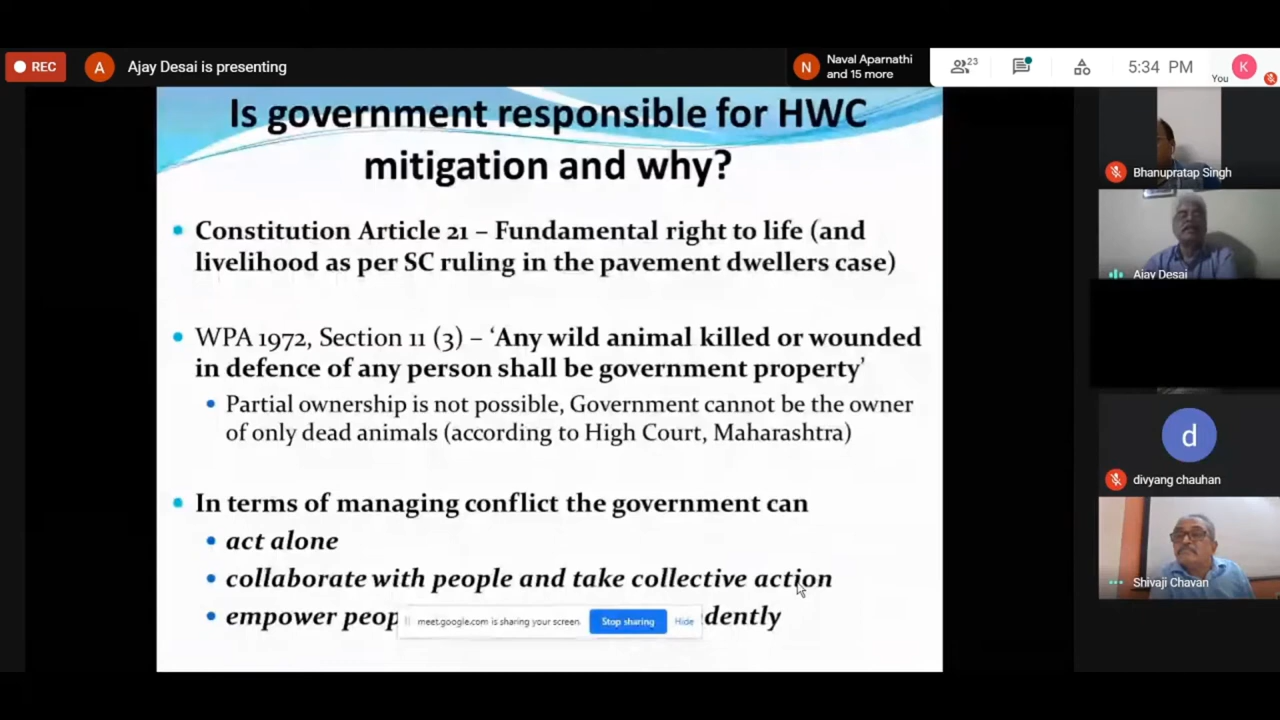 REC
A
Ajay Desai is presenting
N
Naval Aparnathi
and 15 more
23
5:34 PM
You
K
Is government responsible for HWC
mitigation and why?
• Constitution Article 21 – Fundamental right to life (and
livelihood as per SC ruling in the pavement dwellers case)
• WPA 1972, Section 11 (3) – ‘Any wild animal killed or wounded
in defence of any person shall be government property’
• Partial ownership is not possible, Government cannot be the owner
of only dead animals (according to High Court, Maharashtra)
• In terms of managing conflict the government can
• act alone
• collaborate with people and take collective action
• empower
meet.google.com is sharing your screen.
Stop sharing
Hide
Bhanupratap Singh
Ajay Desai
d
divyang chauhan
Shivaji Chavan